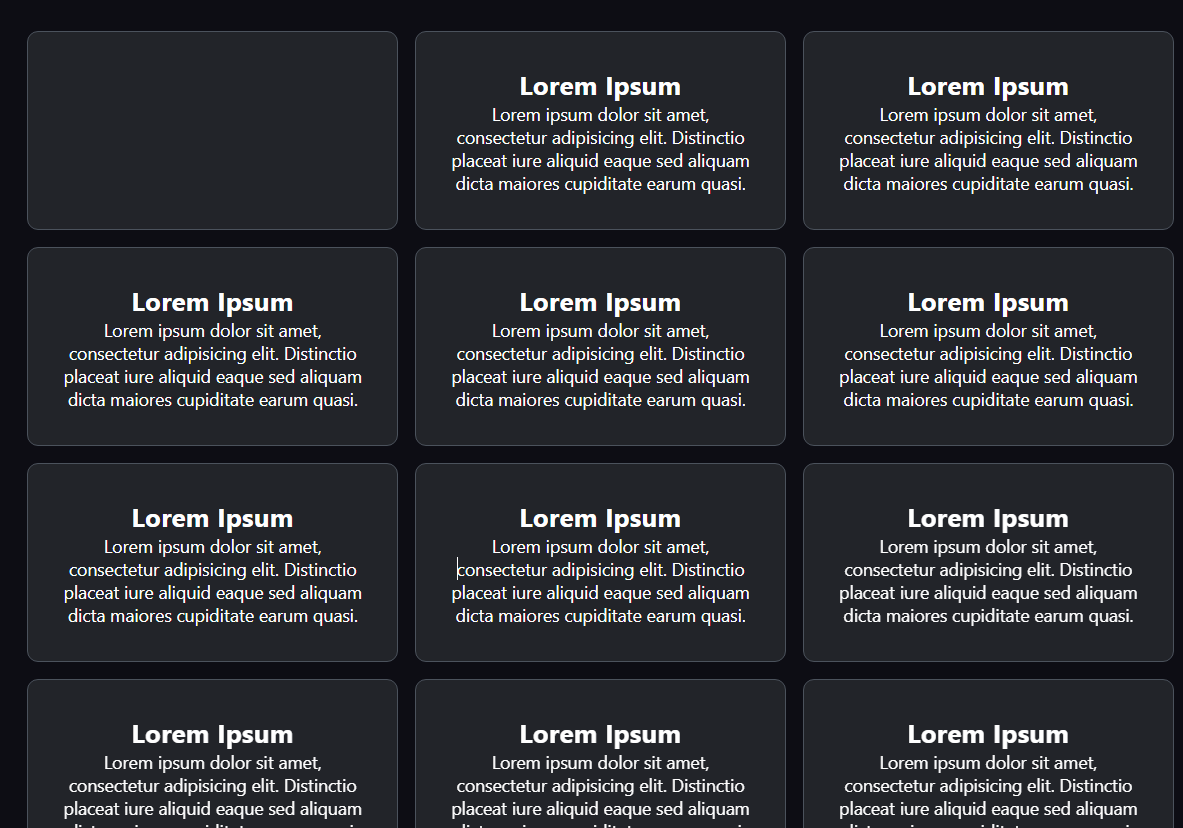 Lorem Ipsum
Lorem ipsum dolor sit amet,
consectetur adipisicing elit. Distinctio
placeat iure aliquid eaque sed aliquam
dicta maiores cupiditate earum quasi.
Lorem Ipsum
Lorem ipsum dolor sit amet,
consectetur adipisicing elit. Distinctio
placeat iure aliquid eaque sed aliquam
dicta maiores cupiditate earum quasi.
Lorem Ipsum
Lorem ipsum dolor sit amet,
consectetur adipisicing elit. Distinctio
placeat iure aliquid eaque sed aliquam
dicta maiores cupiditate earum quasi.
Lorem Ipsum
Lorem ipsum dolor sit amet,
consectetur adipisicing elit. Distinctio
placeat iure aliquid eaque sed aliquam
dicta maiores cupiditate earum quasi.
Lorem Ipsum
Lorem ipsum dolor sit amet,
consectetur adipisicing elit. Distinctio
placeat iure aliquid eaque sed aliquam
dicta maiores cupiditate earum quasi.
Lorem Ipsum
Lorem ipsum dolor sit amet,
consectetur adipisicing elit. Distinctio
placeat iure aliquid eaque sed aliquam
dicta maiores cupiditate earum quasi.
Lorem Ipsum
Lorem ipsum dolor sit amet,
consectetur adipisicing elit. Distinctio
placeat iure aliquid eaque sed aliquam
dicta maiores cupiditate earum quasi.
Lorem Ipsum
Lorem ipsum dolor sit amet,
consectetur adipisicing elit. Distinctio
placeat iure aliquid eaque sed aliquam
dicta maiores cupiditate earum quasi.
Lorem Ipsum
Lorem ipsum dolor sit amet,
consectetur adipisicing elit. Distinctio
placeat iure aliquid eaque sed aliquam
Lorem Ipsum
Lorem ipsum dolor sit amet,
consectetur adipisicing elit. Distinctio
placeat iure aliquid eaque sed aliquam
Lorem Ipsum
Lorem ipsum dolor sit amet,
consectetur adipisicing elit. Distinctio
placeat iure aliquid eaque sed aliquam